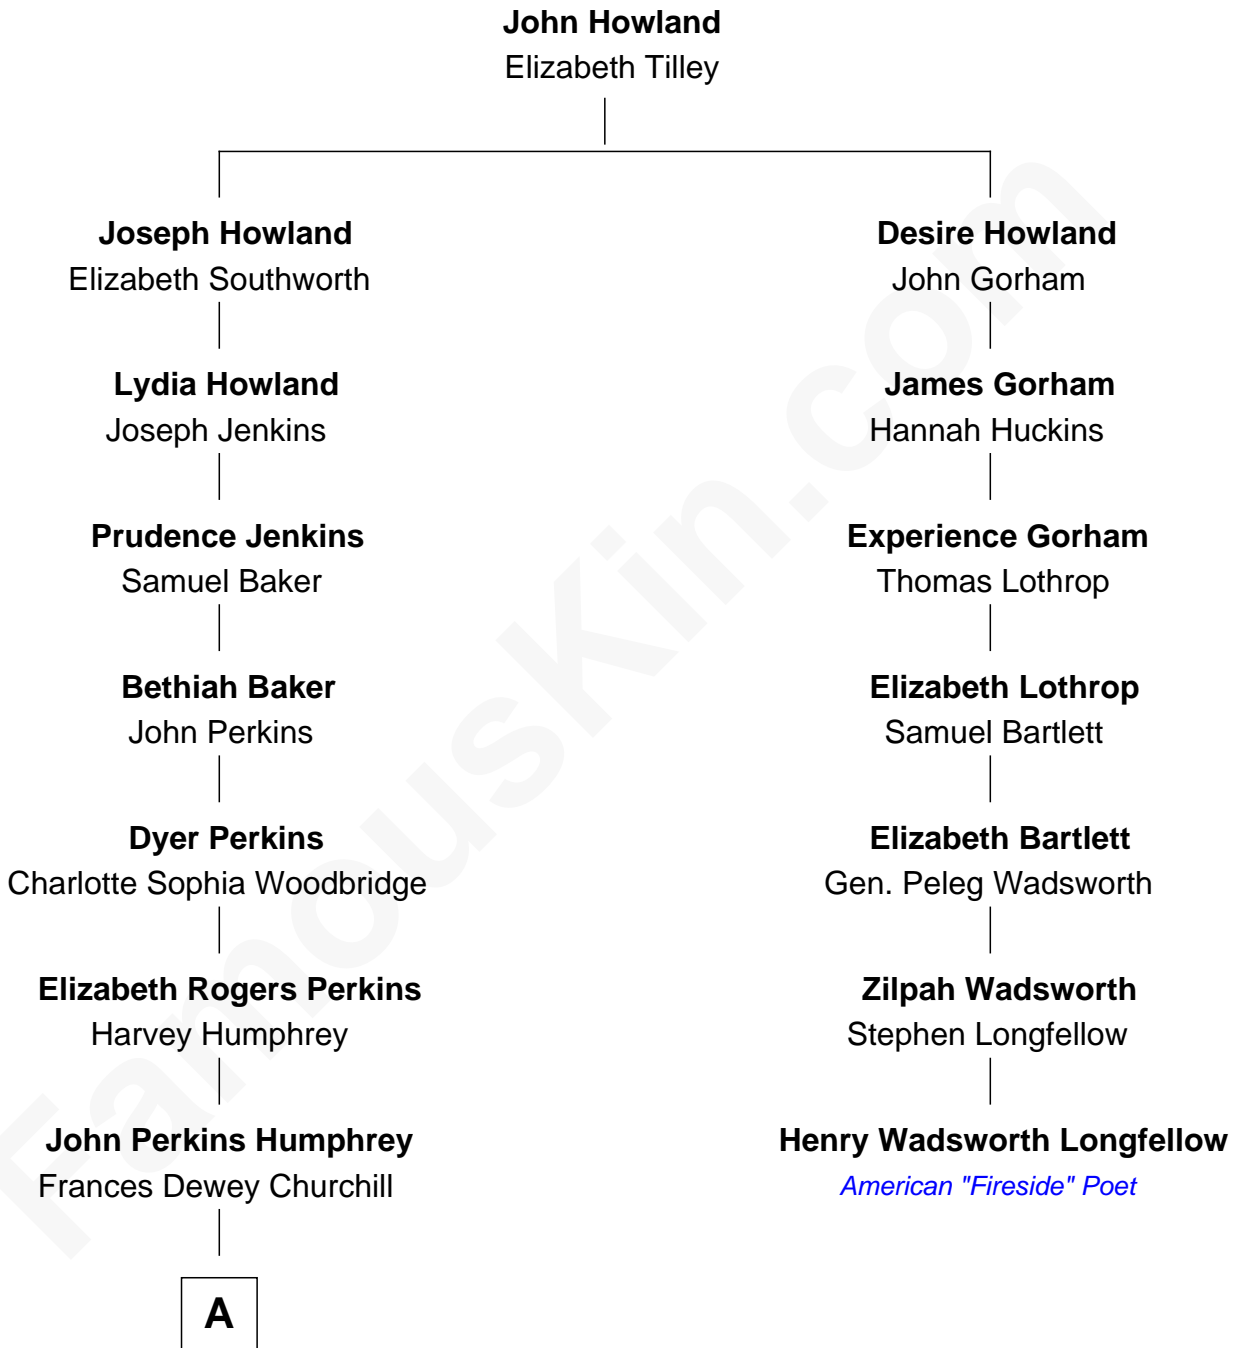 John Howland
Elizabeth Tilley
Joseph Howland
Elizabeth Southworth
Desire Howland
John Gorham
Lydia Howland
Joseph Jenkins
James Gorham
Hannah Huckins
Prudence Jenkins
Samuel Baker
Experience Gorham
Thomas Lothrop
Bethiah Baker
John Perkins
Elizabeth Lothrop
Samuel Bartlett
Dyer Perkins
Charlotte Sophia Woodbridge
Elizabeth Bartlett
Gen. Peleg Wadsworth
Elizabeth Rogers Perkins
Harvey Humphrey
Zilpah Wadsworth
Stephen Longfellow
John Perkins Humphrey
Frances Dewey Churchill
Henry Wadsworth Longfellow
American "Fireside" Poet
A
FamousKin.com